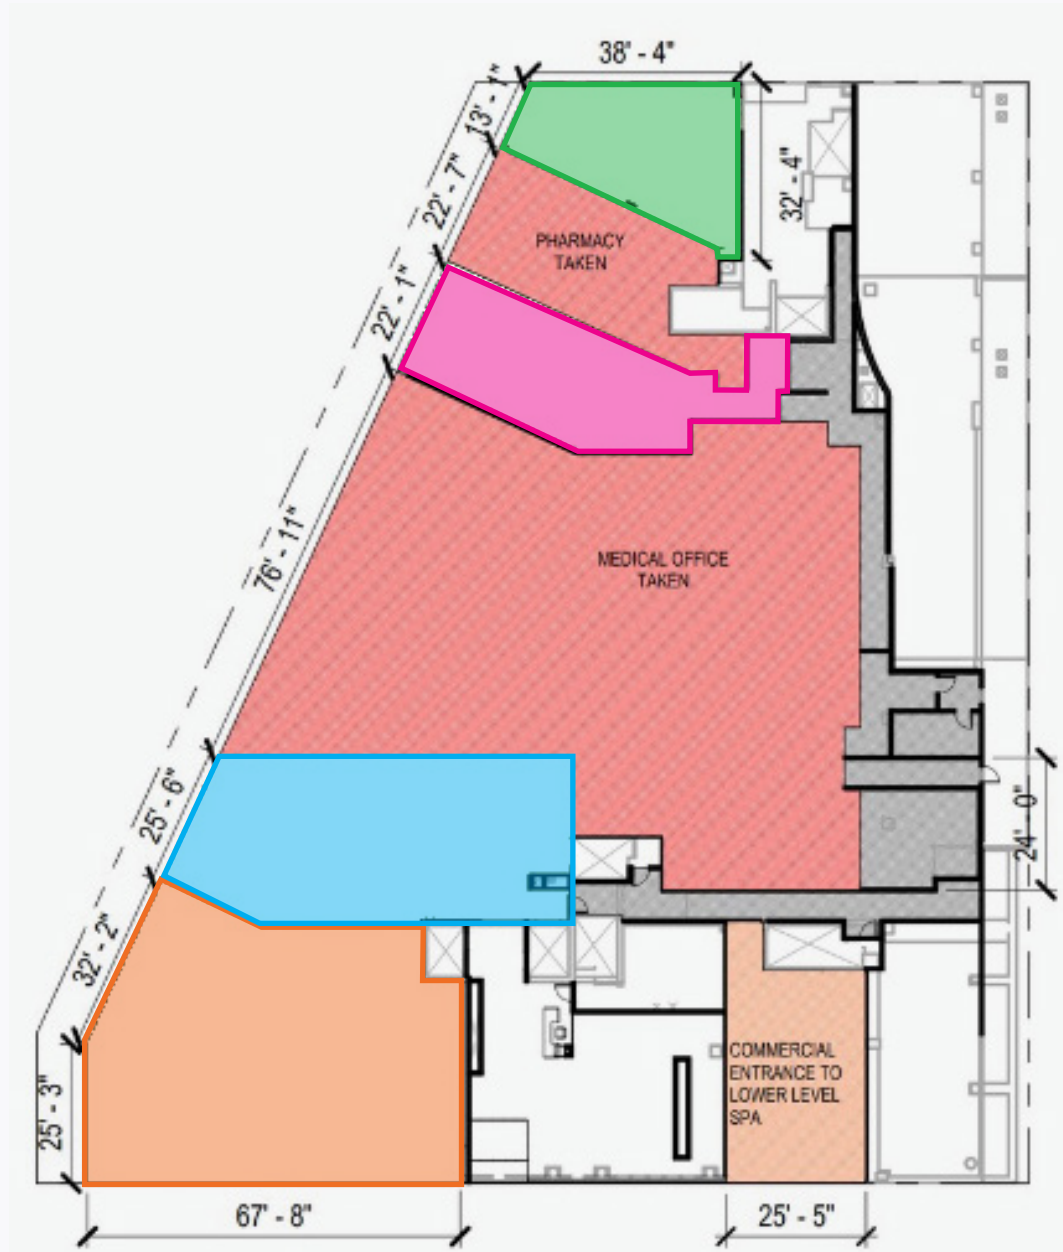 38' - 4"
13' - 1"
22' - 7"
32' - 4"
PHARMACY
TAKEN
22' - 1"
76' - 11"
MEDICAL OFFICE
TAKEN
25' - 6"
24' - 0"
32' - 2"
COMMERCIAL
ENTRANCE TO
LOWER LEVEL
SPA
25' - 3"
67' - 8"
25' - 5"